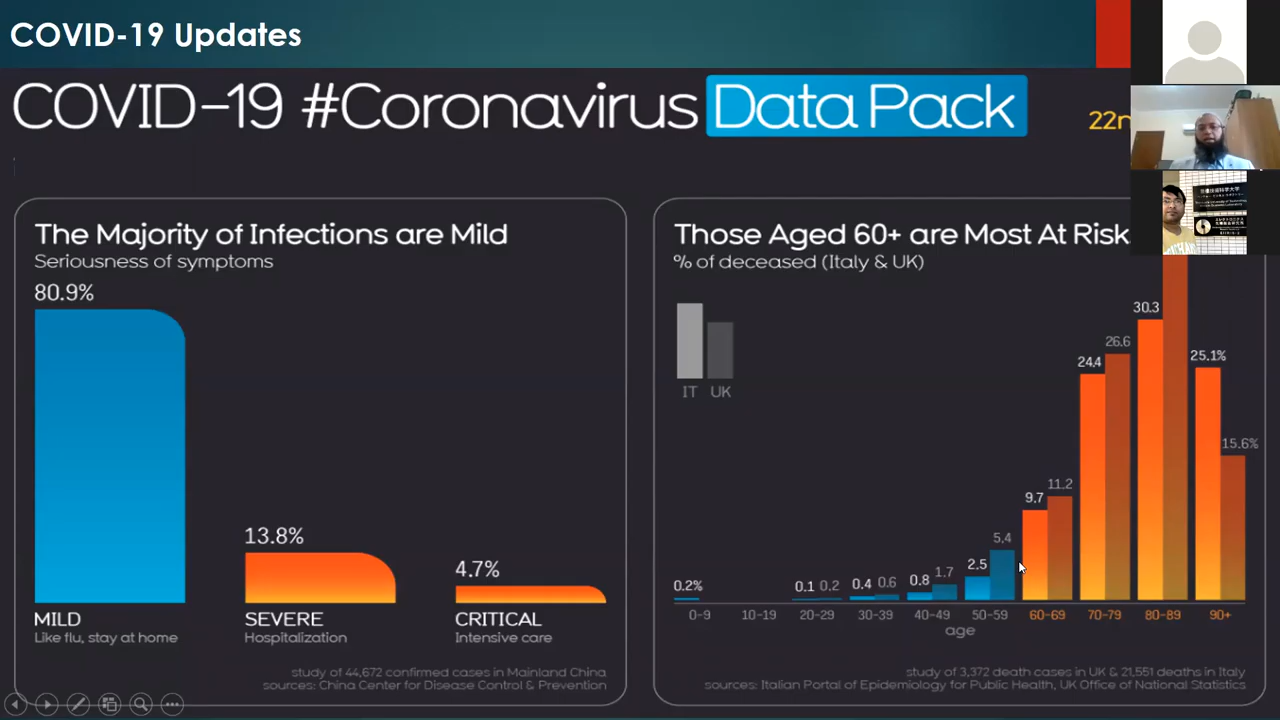 COVID-19 Updates
COVID-19 #Coronavirus Data Pack
The Majority of Infections are Mild
Seriousness of symptoms
80.9%
13.8%
4.7%
MILD
Like flu, stay at home
SEVERE
Hospitalization
CRITICAL
Intensive care
study of 44,672 confirmed cases in Mainland China
sources: China Center for Disease Control & Prevention
Those Aged 60+ are Most At Risk
% of deceased (Italy & UK)
IT UK
0.2%
0.1 0.2
0.4 0.6
0.8 1.7
2.5 5.4
9.7 11.2
24.4 26.6
30.3
25.1% 15.6%
0-9 10-19 20-29 30-39 40-49 50-59 60-69 70-79 80-89 90+
age
study of 3,372 death cases in UK & 21,551 deaths in Italy
sources: Italian Portal of Epidemiology for Public Health, UK Office of National Statistics